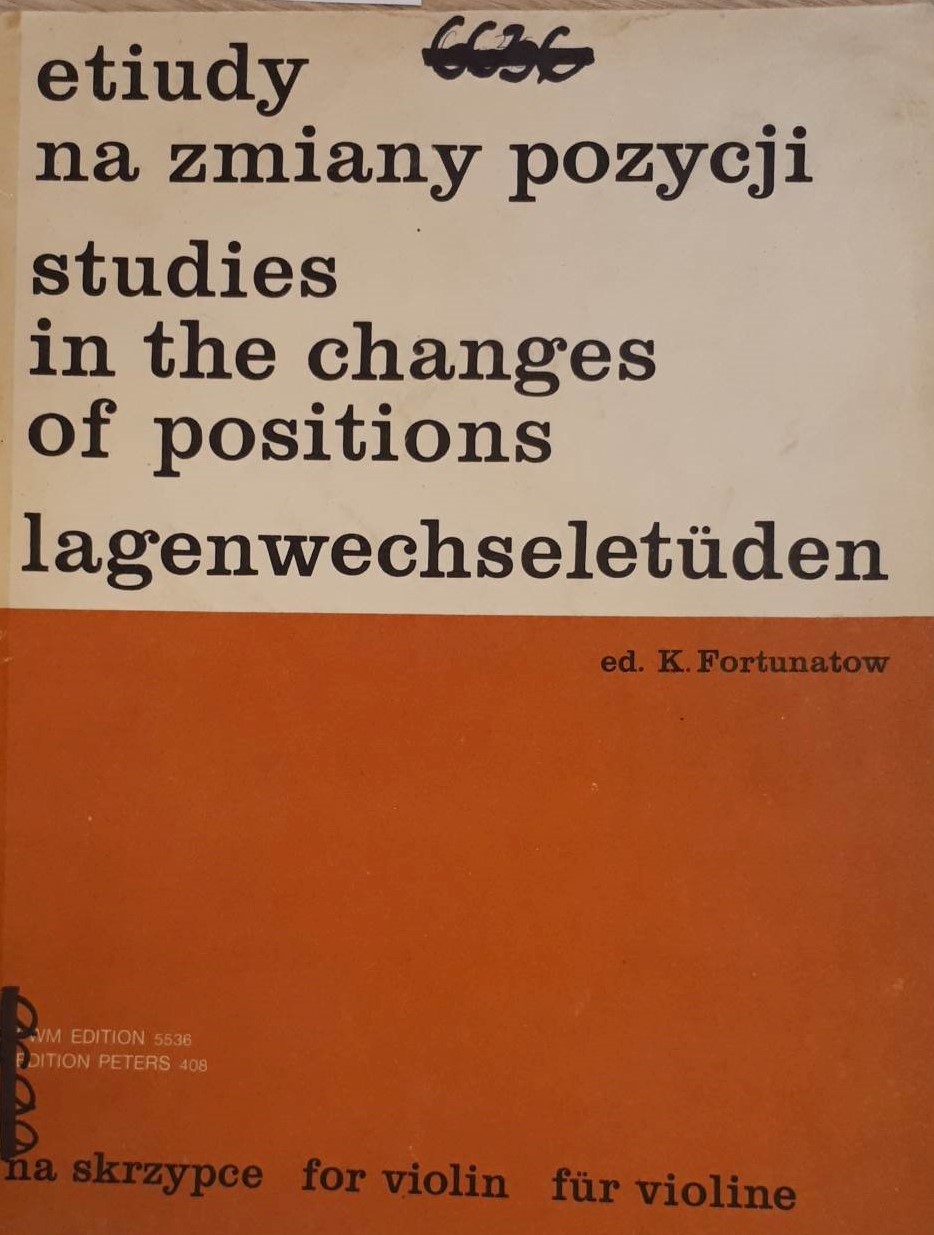 etiudy
na zmiany pozycji
studies
in the changes
of positions
lagenwechseletüden
ed. K. Fortunatow
EDITION 5536
EDITION PETERS 408
na skrzypce for violin für violine